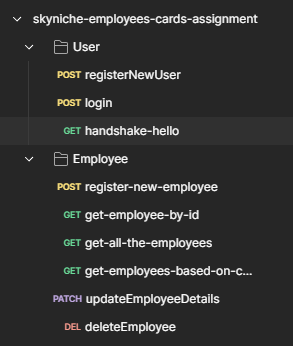 skyniche-employees-cards-assignment
User
POST registerNewUser
POST login
GET handshake-hello
Employee
POST register-new-employee
GET get-employee-by-id
GET get-all-the-employees
GET get-employees-based-on-c...
PATCH updateEmployeeDetails
DEL deleteEmployee